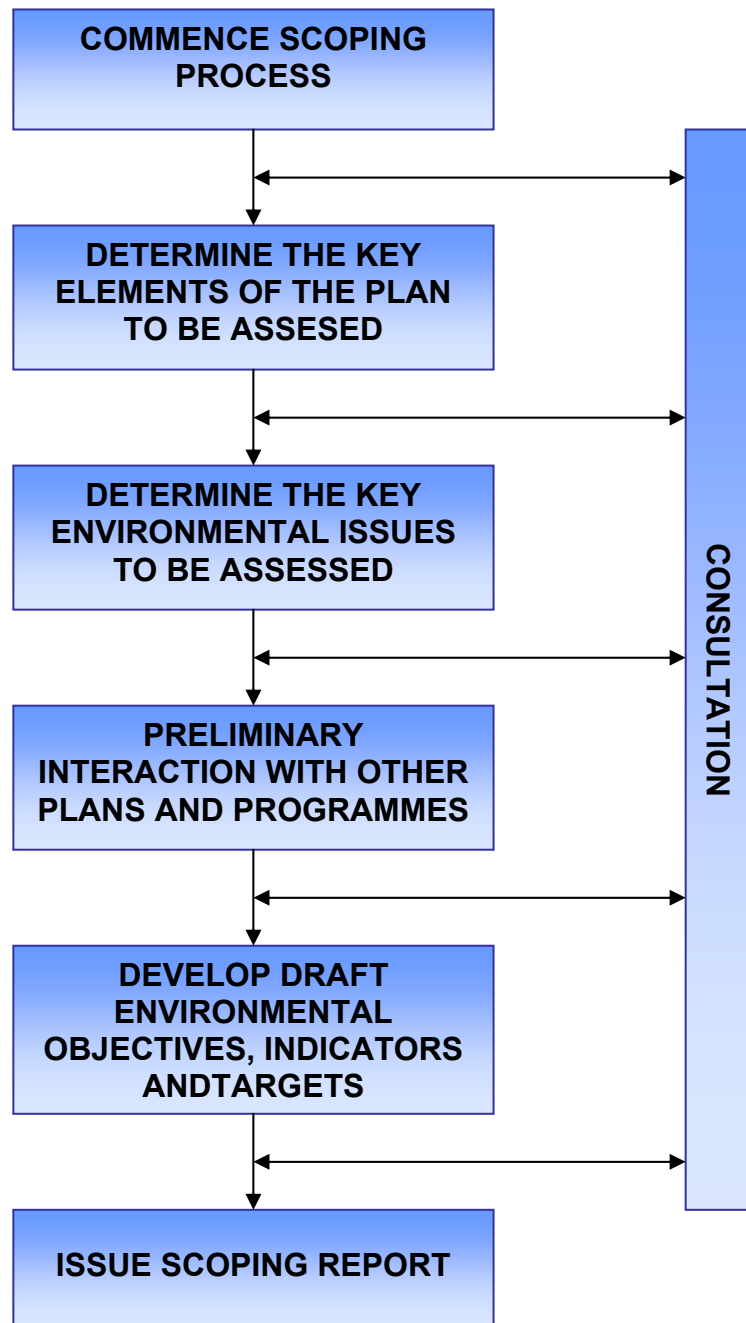 COMMENCE SCOPING
PROCESS
DETERMINE THE KEY
ELEMENTS OF THE PLAN
TO BE ASSESED
DETERMINE THE KEY
ENVIRONMENTAL ISSUES
TO BE ASSESSED
PRELIMINARY
INTERACTION WITH OTHER
PLANS AND PROGRAMMES
DEVELOP DRAFT
ENVIRONMENTAL
OBJECTIVES, INDICATORS
ANDTARGETS
ISSUE SCOPING REPORT
CONSULTATION